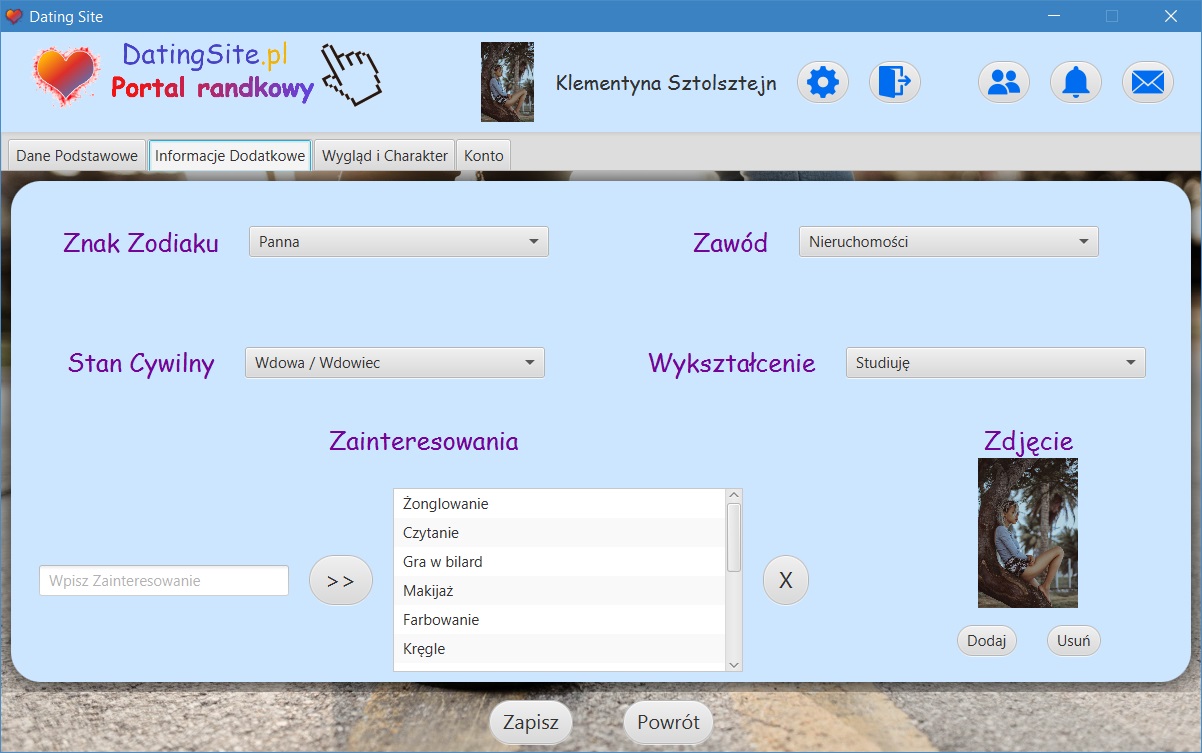 Dating Site
DatingSite.pl
Portal randkowy
Klementyna Sztolsztejn
Dane Podstawowe
Informacje Dodatkowe
Wygląd i Charakter
Konto
Znak Zodiaku
Panna
Zawód
Nieruchomości
Stan Cywilny
Wdowa / Wdowiec
Wykształcenie
Studiuję
Zainteresowania
Zdjęcie
Wpisz Zainteresowanie
>>
Żonglowanie
Czytanie
Gra w bilard
Makijaż
Farbowanie
Kręgle
X
Dodaj
Usuń
Zapisz
Powrót